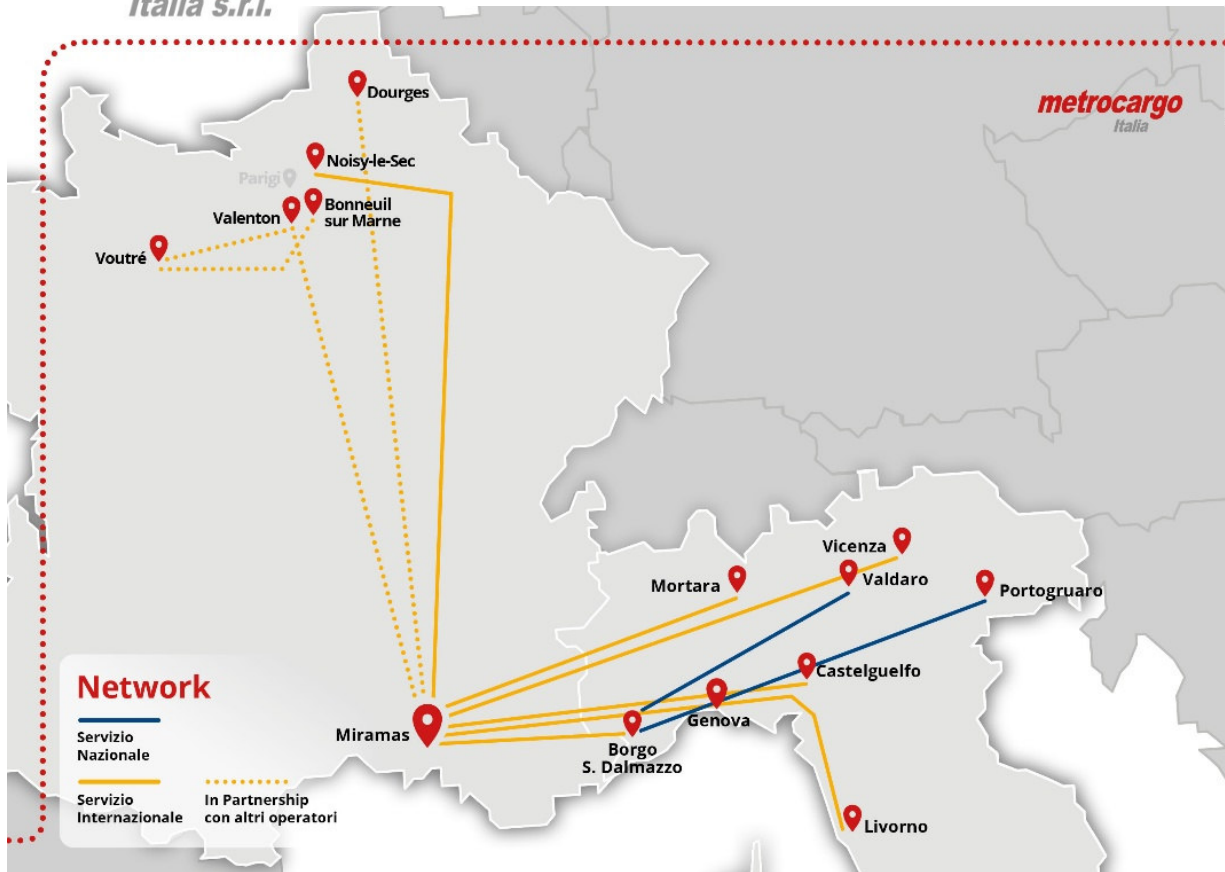 Italia s.r.l.
metrocargo
Italia
Dourges
Noisy-le-Sec
Parigi
Bonneuil
sur Marne
Valenton
Voutré
Vicenza
Valdaro
Mortara
Portogruaro
Castelguelfo
Genova
Miramas
Borgo
S. Dalmazzo
Livorno
Network
Servizio
Nazionale
Servizio
Internazionale
In Partnership
con altri operatori